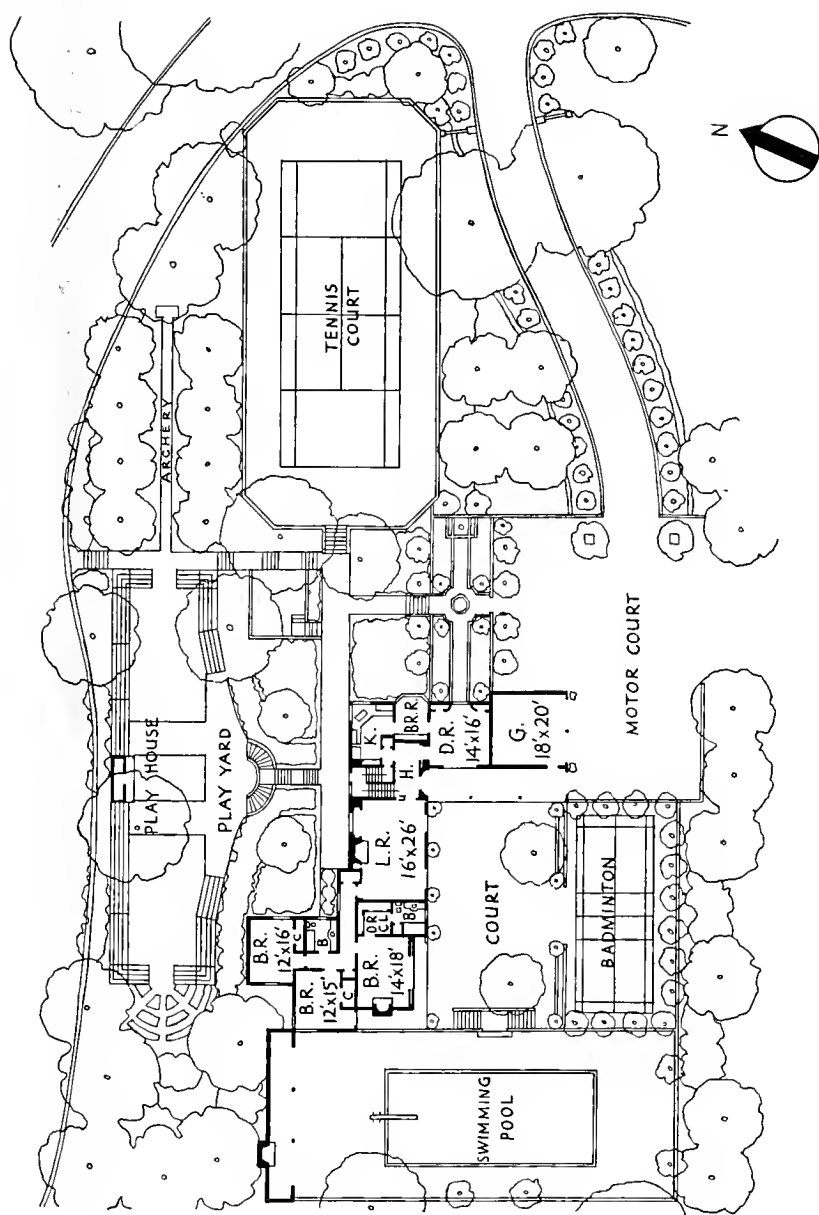 N
ARCHERY
TENNIS
COURT
PLAY HOUSE
PLAY YARD
MOTOR COURT
K.
BR.R.
H.
D.R.
14'x16'
G.
18'x20'
L.R.
16'x26'
B.R.
12'x16'
C
B
B.R.
12'x15'
C
DR.
CL.
B
B.R.
14'x18'
COURT
BADMINTON
SWIMMING
POOL